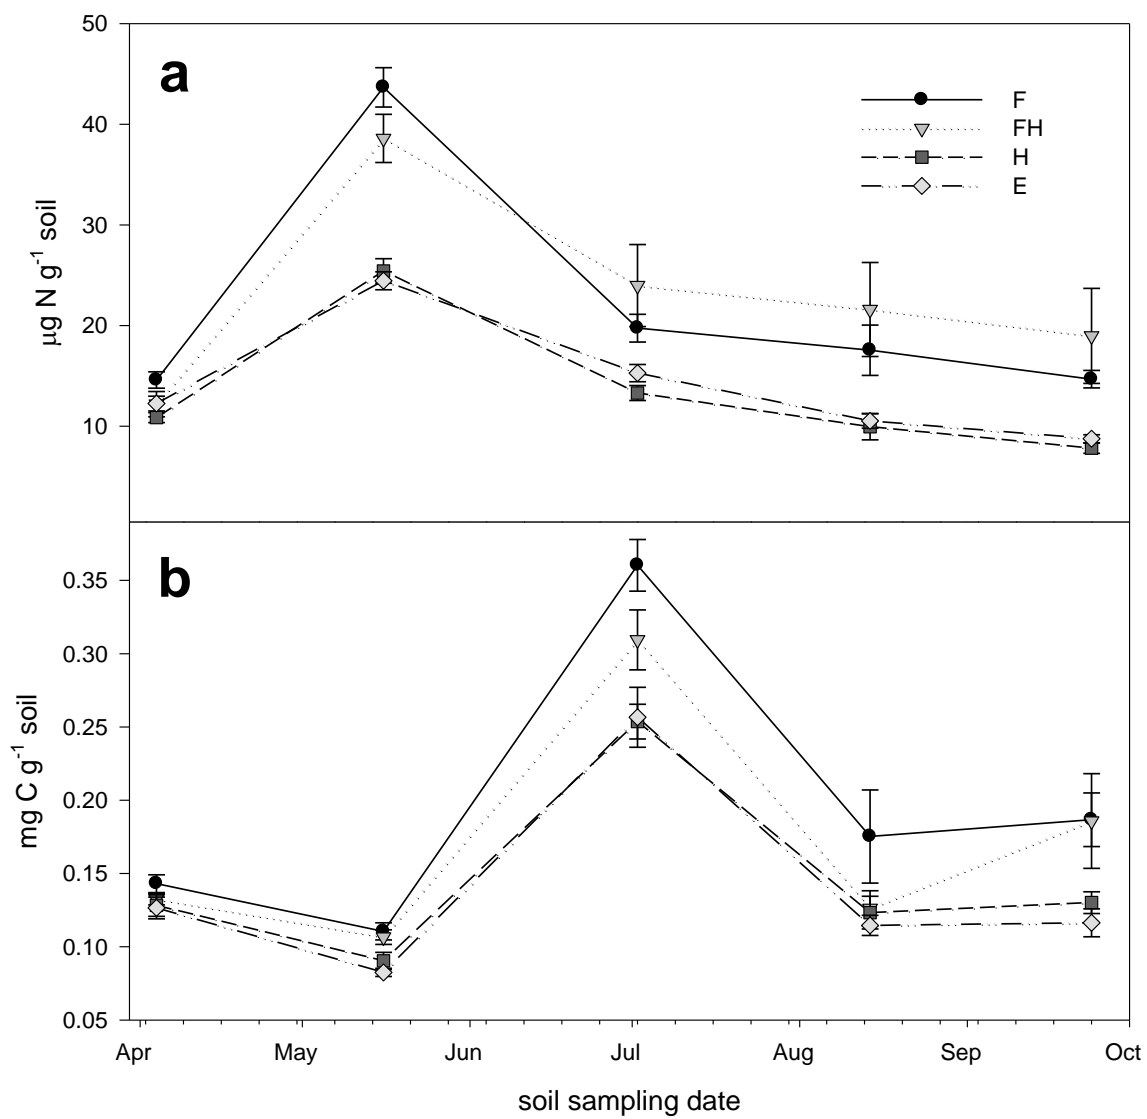 a
50
40
30
20
10
µg N g⁻¹ soil
F
FH
H
E
b
0.35
0.30
0.25
0.20
0.15
0.10
0.05
mg C g⁻¹ soil
Apr May Jun Jul Aug Sep Oct
soil sampling date